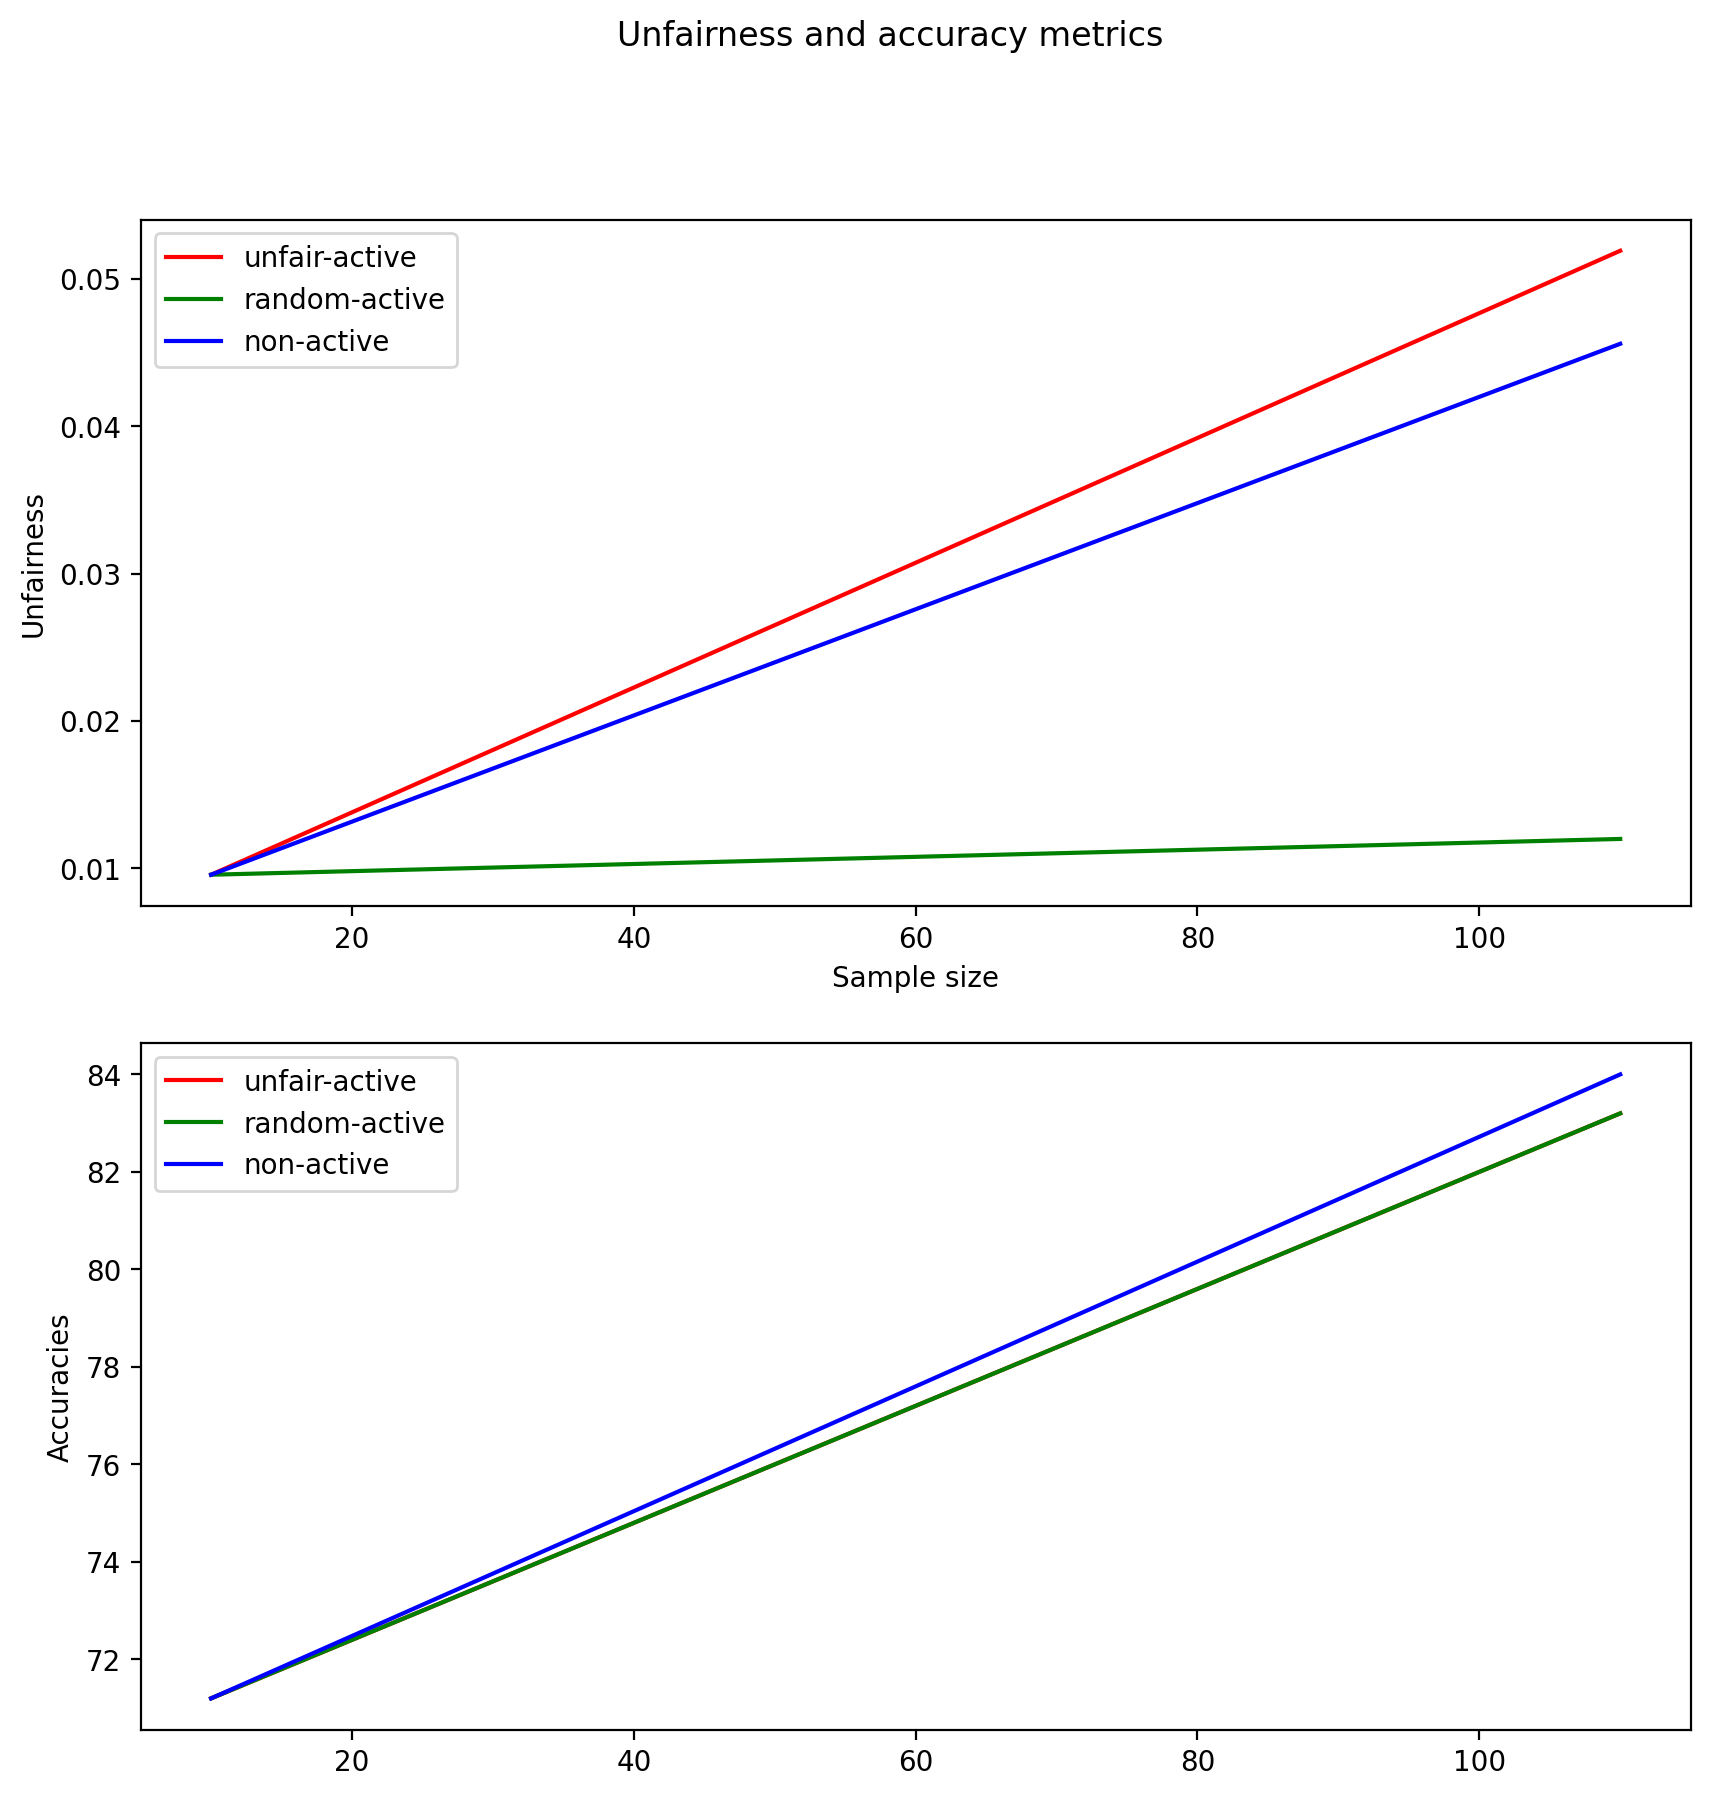 Unfairness and accuracy metrics
unfair-active
random-active
non-active
0.05
0.04
0.03
0.02
0.01
Unfairness
20 40 60 80 100
Sample size
unfair-active
random-active
non-active
84
82
80
78
76
74
72
Accuracies
20 40 60 80 100